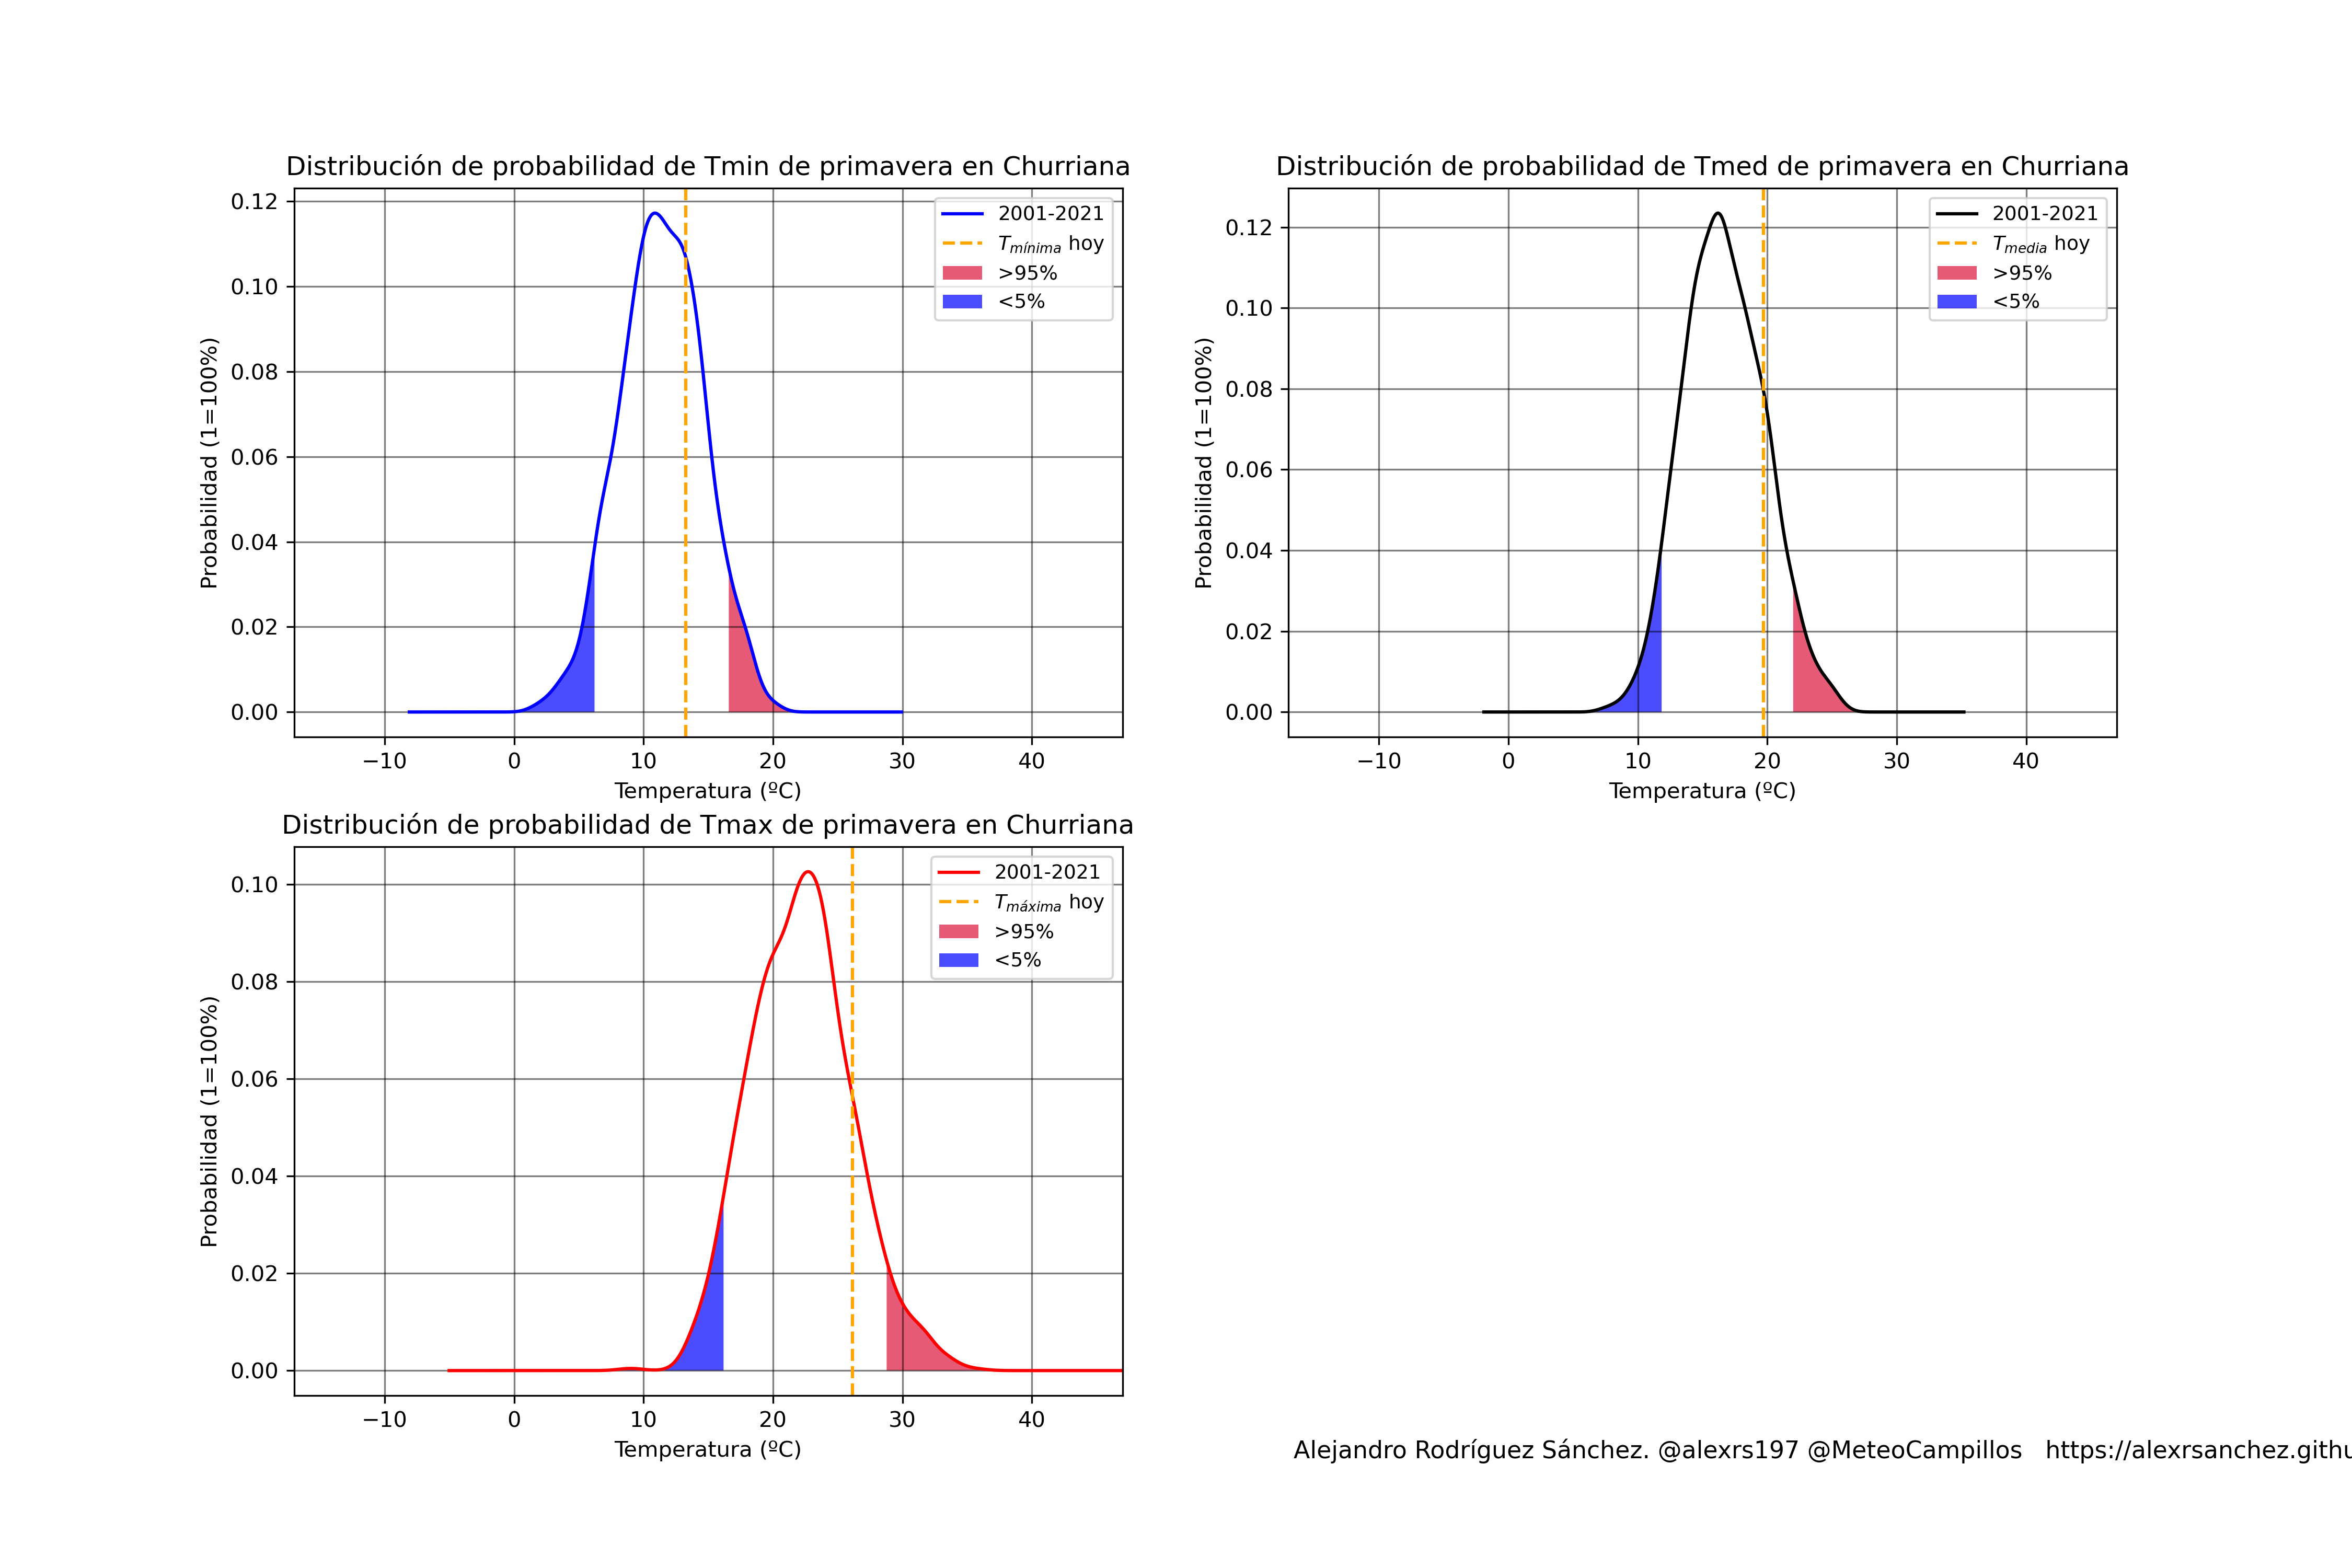 Distribución de probabilidad de Tmin de primavera en Churriana
0.12
0.10
0.08
0.06
0.04
0.02
0.00
Probabilidad (1=100%)
−10 0 10 20 30 40
Temperatura (ºC)
2001-2021
Tmínima hoy
>95%
<5%
Distribución de probabilidad de Tmed de primavera en Churriana
0.12
0.10
0.08
0.06
0.04
0.02
0.00
Probabilidad (1=100%)
−10 0 10 20 30 40
Temperatura (ºC)
2001-2021
Tmedia hoy
>95%
<5%
Distribución de probabilidad de Tmax de primavera en Churriana
0.10
0.08
0.06
0.04
0.02
0.00
Probabilidad (1=100%)
−10 0 10 20 30 40
Temperatura (ºC)
2001-2021
Tmáxima hoy
>95%
<5%
Alejandro Rodríguez Sánchez. @alexrs197 @MeteoCampillos https://alexrsanchez.githu